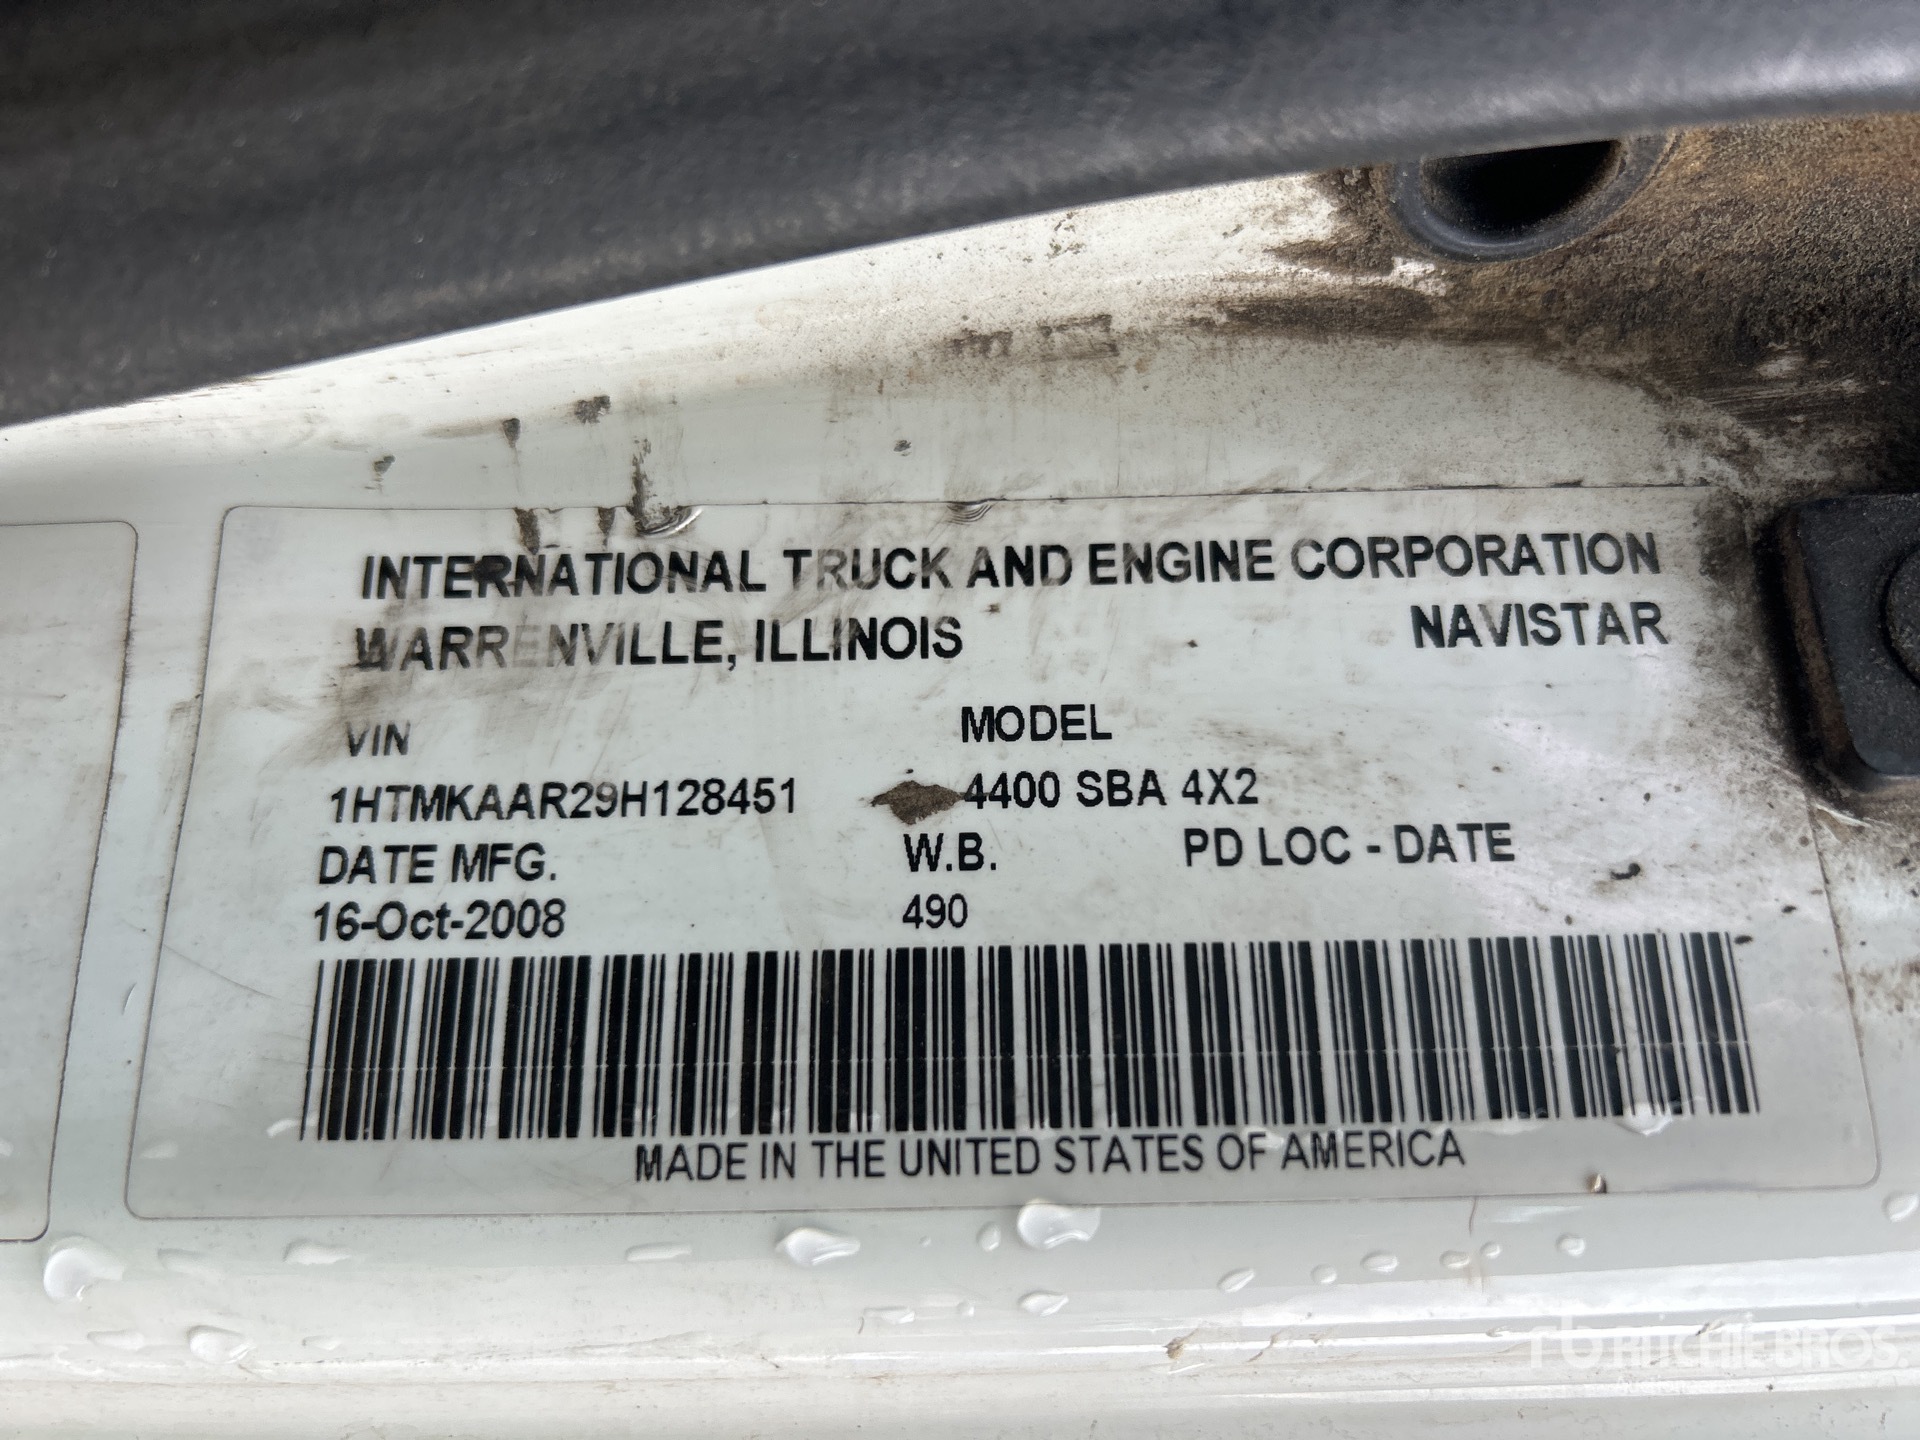 INTERNATIONAL TRUCK AND ENGINE CORPORATION
WARRENVILLE, ILLINOIS NAVISTAR
VIN MODEL
1HTMKAAR29H128451 4400 SBA 4X2
DATE MFG. W.B. PD LOC - DATE
16-Oct-2008 490
MADE IN THE UNITED STATES OF AMERICA
rb RITCHIE BROS.